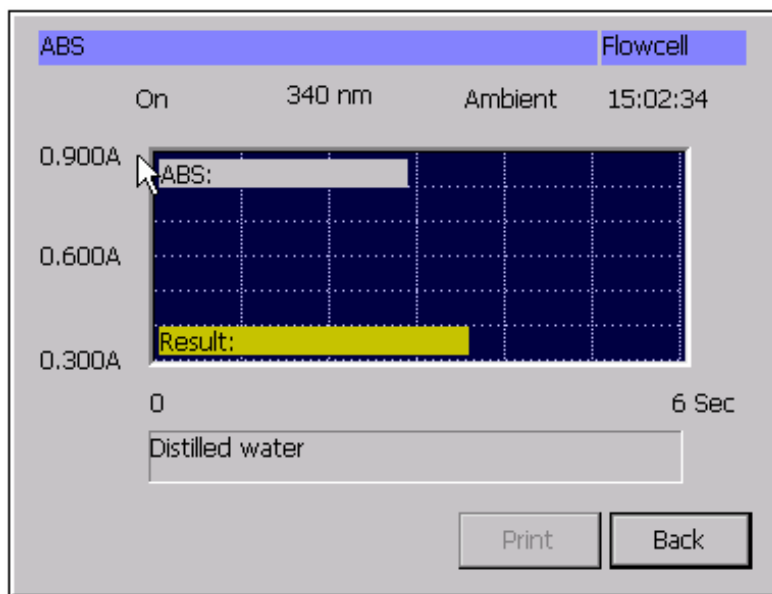 ABS Flowcell
On 340 nm Ambient 15:02:34
0.900A
ABS:
0.600A
Result:
0.300A
0 6 Sec
Distilled water
Print Back